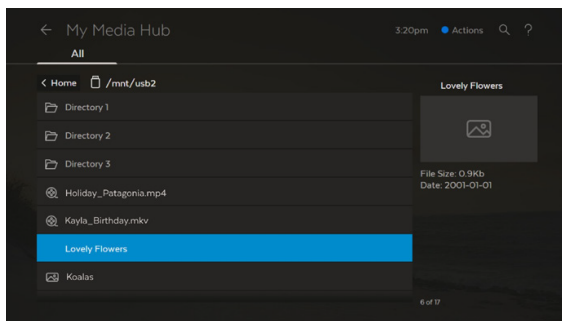 My Media Hub
3:20pm Actions ?
All
Home /mnt/usb2
Directory 1
Directory 2
Directory 3
Holiday_Patagonia.mp4
Kayla_Birthday.mkv
Lovely Flowers
Koalas
Lovely Flowers
File Size: 0.9Kb
Date: 2001-01-01
6 of 17